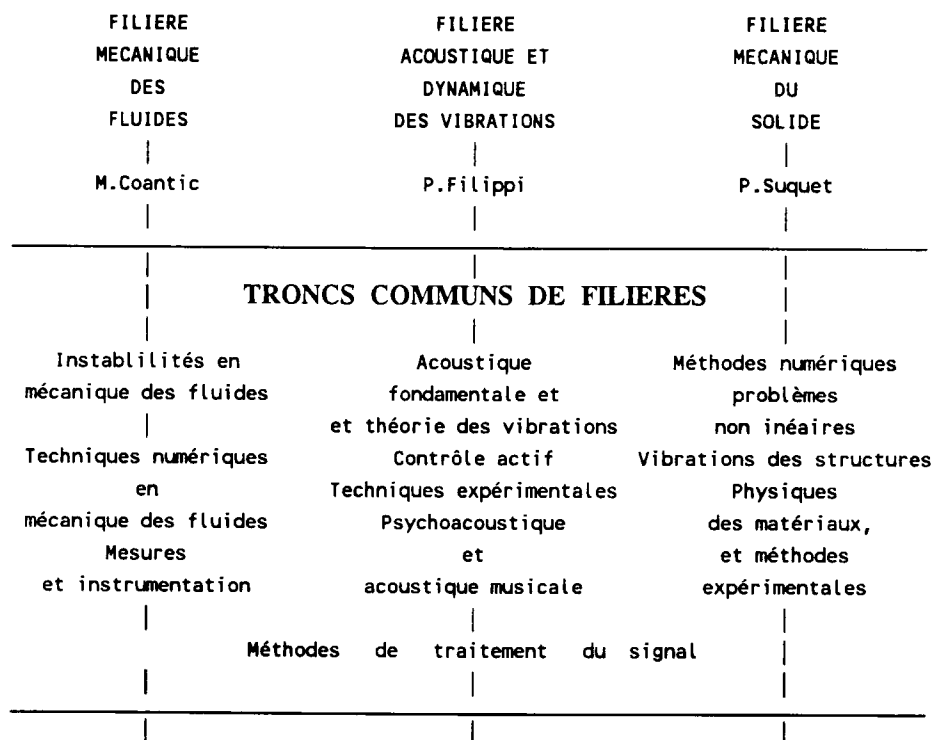 FILIERE
MECANIQUE
DES
FLUIDES
M.Coantic
FILIERE
ACOUSTIQUE ET
DYNAMIQUE
DES VIBRATIONS
P.Filippi
FILIERE
MECANIQUE
DU
SOLIDE
P.Suquet
TRONCS COMMUNS DE FILIERES
Instablilités en
mécanique des fluides
Techniques numériques
en
mécanique des fluides
Mesures
et instrumentation
Acoustique
fondamentale et
et théorie des vibrations
Contrôle actif
Techniques expérimentales
Psychoacoustique
et
acoustique musicale
Méthodes numériques
problèmes
non inéaires
Vibrations des structures
Physiques
des matériaux,
et méthodes
expérimentales
Méthodes de traitement du signal